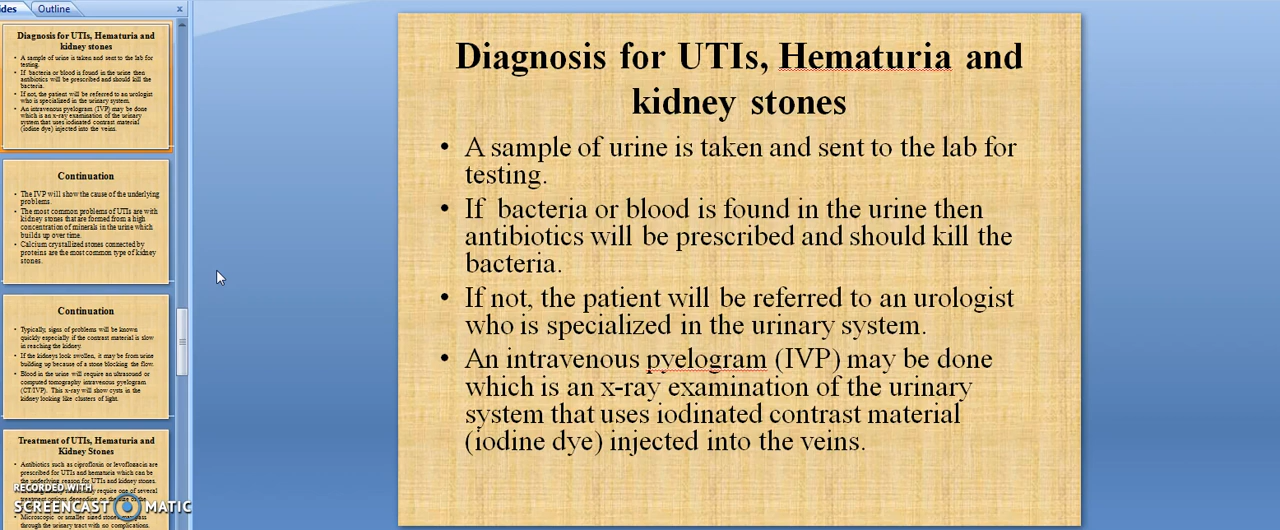 ides
Outline
x
Diagnosis for UTIs, Hematuria and
kidney stones
• A sample of urine is taken and sent to the lab for
testing.
• If bacteria or blood is found in the urine then
antibiotics will be prescribed and should kill the
bacteria.
• If not, the patient will be referred to an urologist
who is specialized in the urinary system.
• An intravenous pyelogram (IVP) may be done
which is an x-ray examination of the urinary
system that uses iodinated contrast material
(iodine dye) injected into the veins.
Continuation
• The IVP will show the cause of the underlying
problems.
• The most common problems of UTIs are with
kidney stones that are formed from a high
concentration of minerals in the urine which
builds up over time.
• Calcium crystallized stones connected by
proteins are the most common type of kidney
stones.
Continuation
• Typically, signs of problems will be known
quickly especially if the contrast material is slow
in reaching the kidney.
• If the kidneys look swollen, it may be from urine
building up because of a stone blocking the flow.
• Blood in the urine will require an ultrasound or
computed tomography intravenous pyelogram
(CT/IVP). This x-ray will show cysts in the
kidney looking like clusters of light.
Treatment of UTIs, Hematuria and
Kidney Stones
• Antibiotics such as ciprofloxin or levofloxacin are
prescribed for UTIs and hematuria which can be
the underlying reason for UTIs and kidney stones.
require one of several
treatment options depending on the size of the
• Microscopic or smaller sized stones may pass
through the urinary tract with no complications.
RECORDED WITH
SCREENCAST MATIC
Diagnosis for UTIs, Hematuria and
kidney stones
• A sample of urine is taken and sent to the lab for
testing.
• If  bacteria or blood is found in the urine then
antibiotics will be prescribed and should kill the
bacteria.
• If not, the patient will be referred to an urologist
who is specialized in the urinary system.
• An intravenous pyelogram (IVP) may be done
which is an x-ray examination of the urinary
system that uses iodinated contrast material
(iodine dye) injected into the veins.